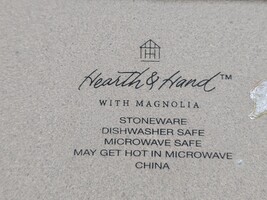 Hearth & Hand™
WITH MAGNOLIA
STONEWARE
DISHWASHER SAFE
MICROWAVE SAFE
MAY GET HOT IN MICROWAVE
CHINA